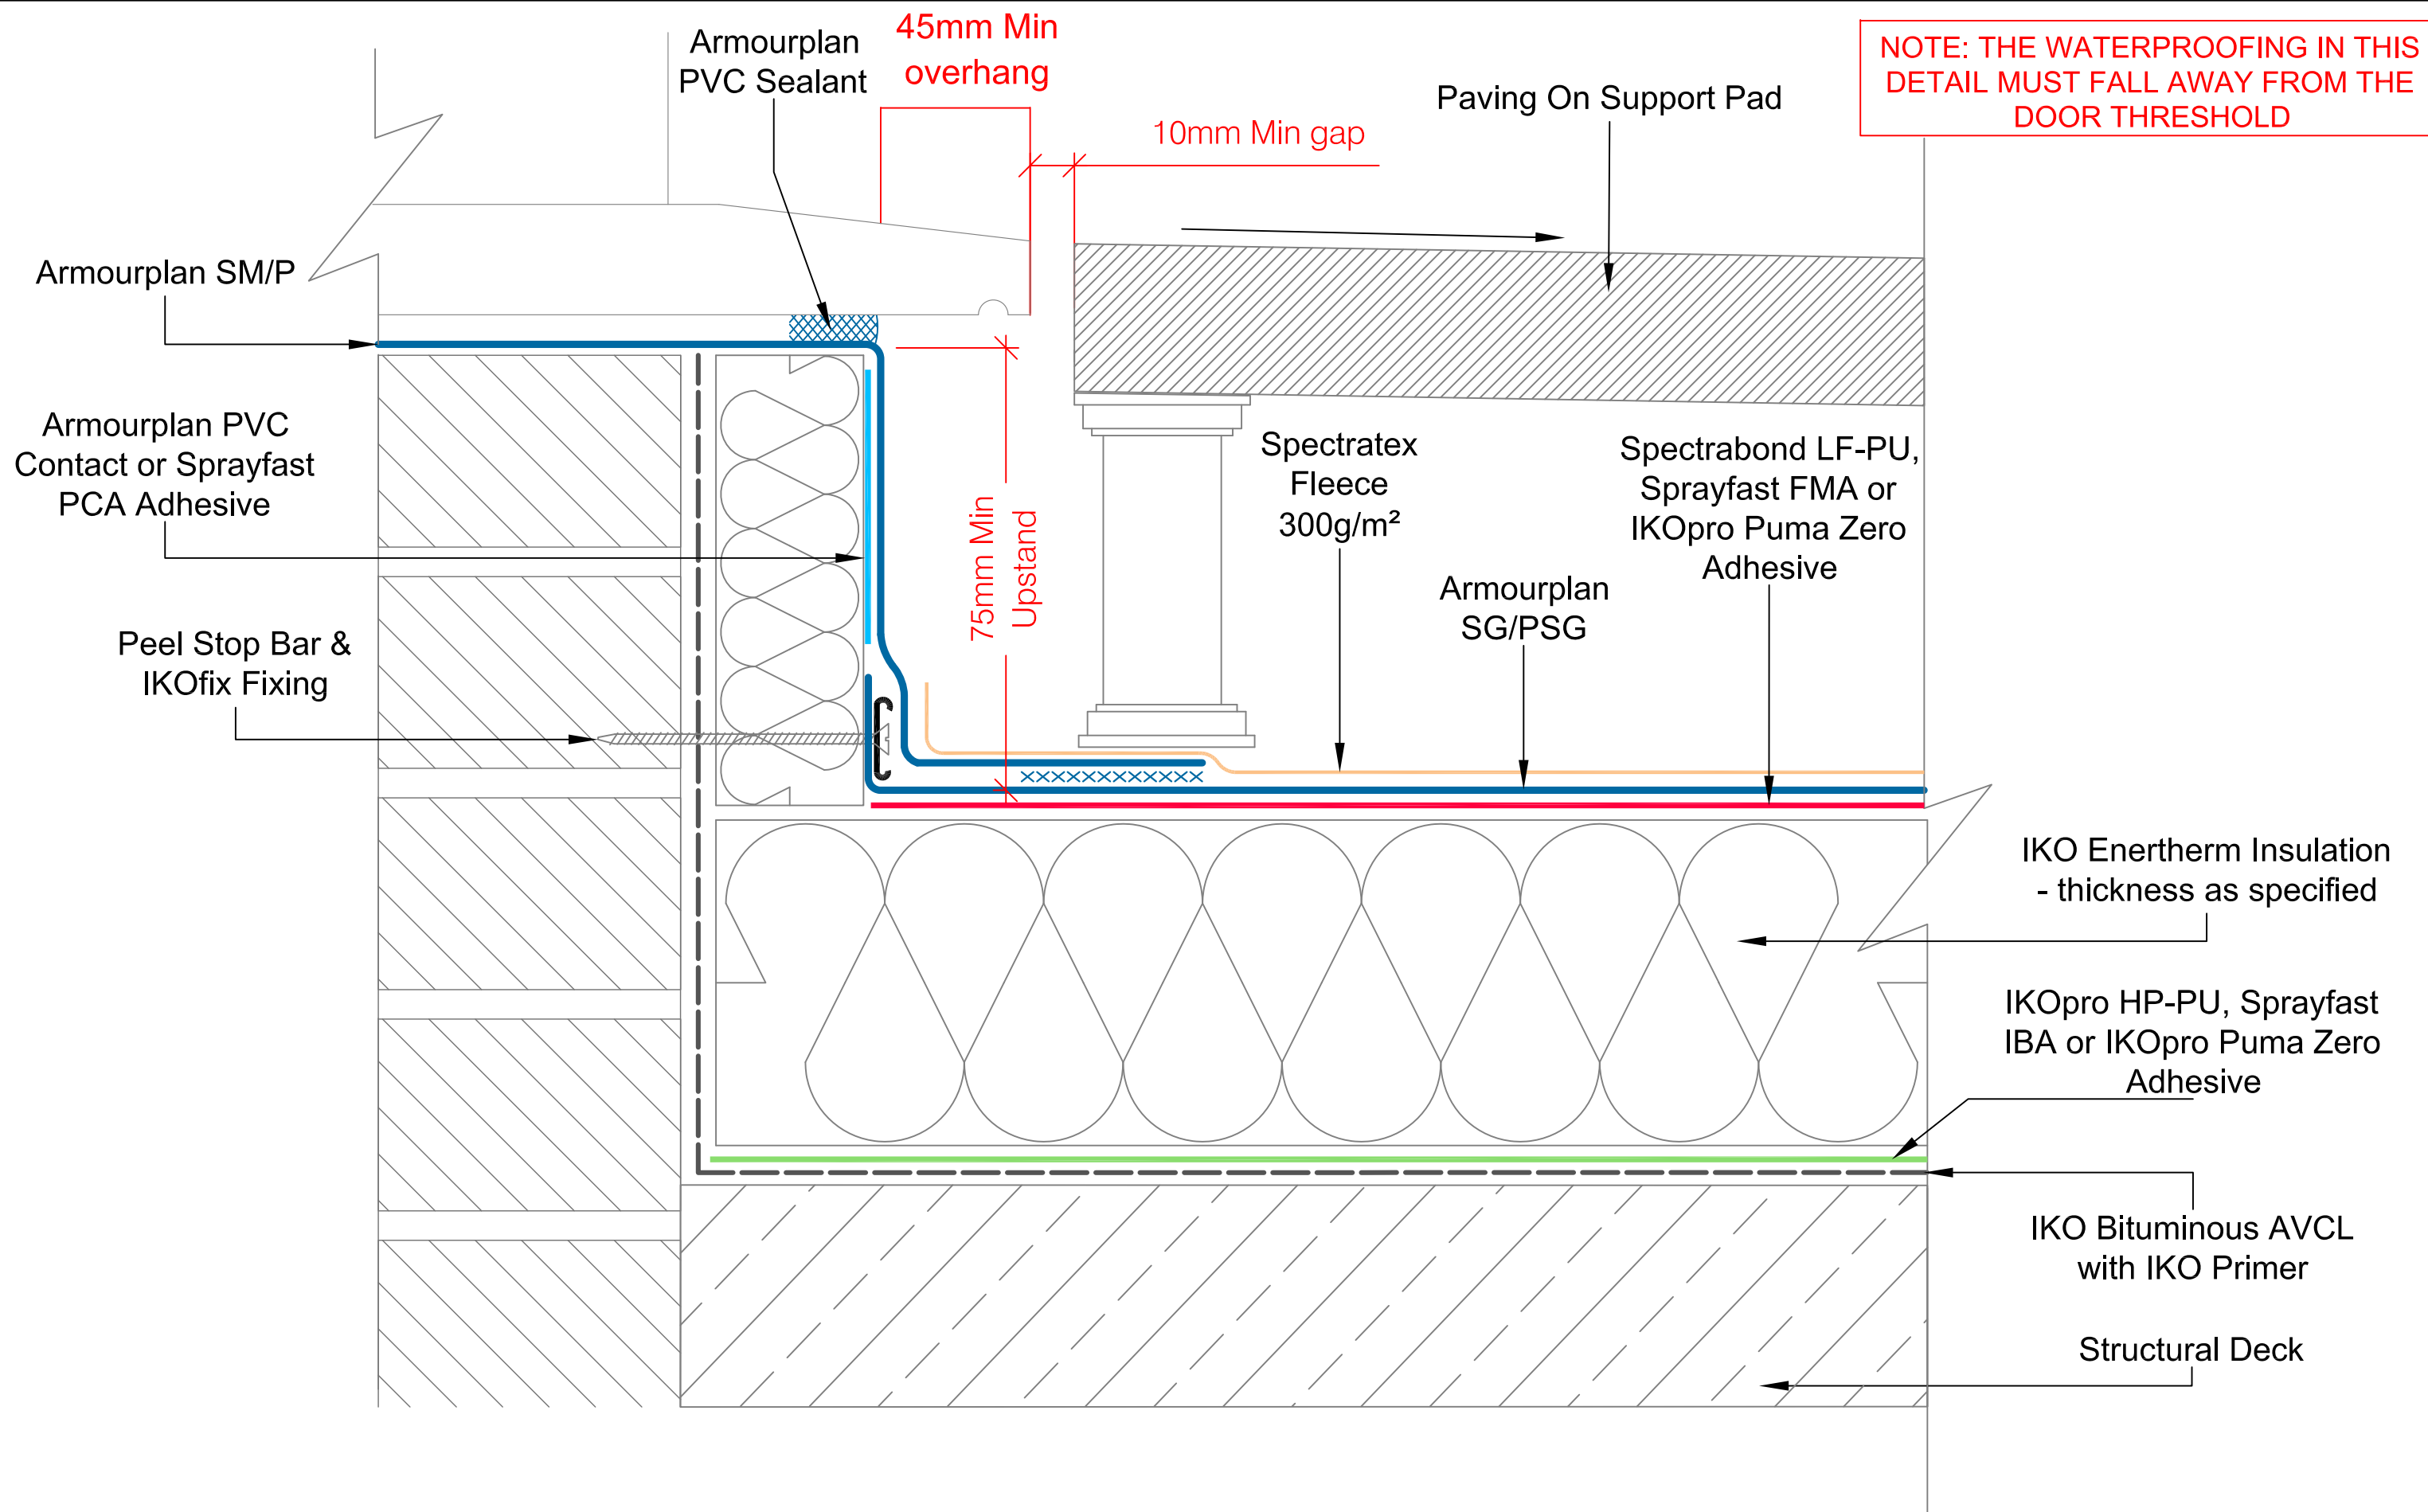 Armourplan
PVC Sealant
45mm Min
overhang
10mm Min gap
Paving On Support Pad
NOTE: THE WATERPROOFING IN THIS
DETAIL MUST FALL AWAY FROM THE
DOOR THRESHOLD
Armourplan SM/P
Armourplan PVC
Contact or Sprayfast
PCA Adhesive
Peel Stop Bar &
IKOfix Fixing
75mm Min
Upstand
Spectratex
Fleece
300g/m²
Armourplan
SG/PSG
Spectrabond LF-PU,
Sprayfast FMA or
IKOpro Puma Zero
Adhesive
IKO Enertherm Insulation
- thickness as specified
IKOpro HP-PU, Sprayfast
IBA or IKOpro Puma Zero
Adhesive
IKO Bituminous AVCL
with IKO Primer
Structural Deck